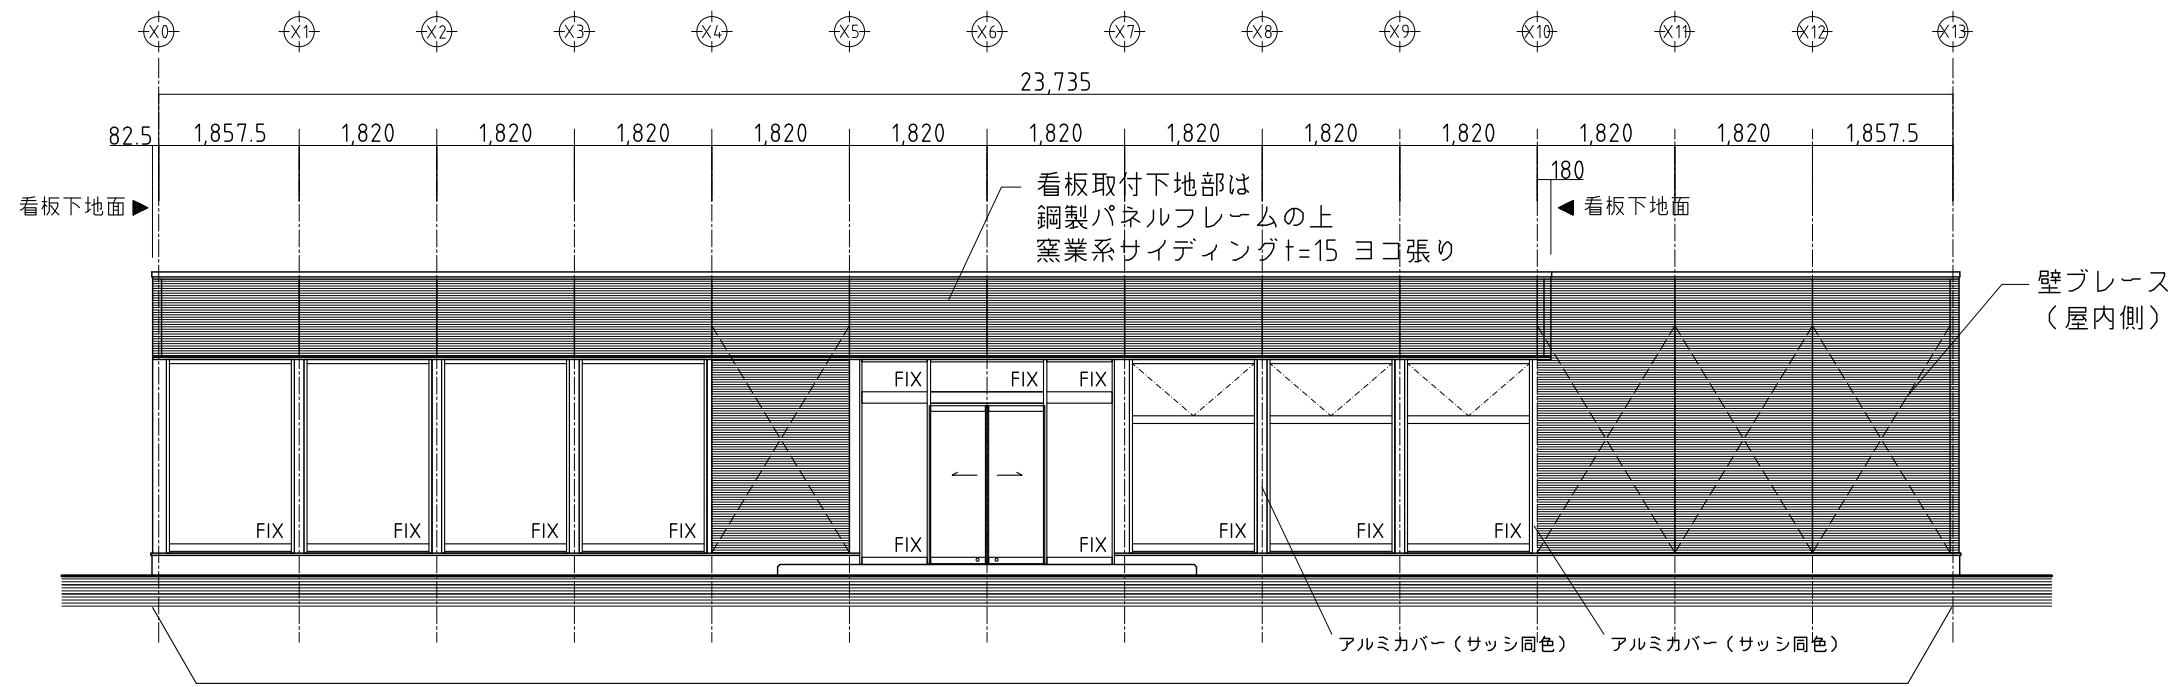 X0 X1 X2 X3 X4 X5 X6 X7 X8 X9 X10 X11 X12 X13
23,735
82.5 1,857.5 1,820 1,820 1,820 1,820 1,820 1,820 1,820 1,820 1,820 1,820 1,820 1,857.5
180
看板下地面
看板取付下地部は
鋼製パネルフレームの上
窯業系サイディングt=15 ヨコ張り
看板下地面
壁ブレース
（屋内側）
FIX FIX FIX
FIX FIX FIX FIX FIX FIX FIX FIX FIX
アルミカバー（サッシ同色） アルミカバー（サッシ同色）